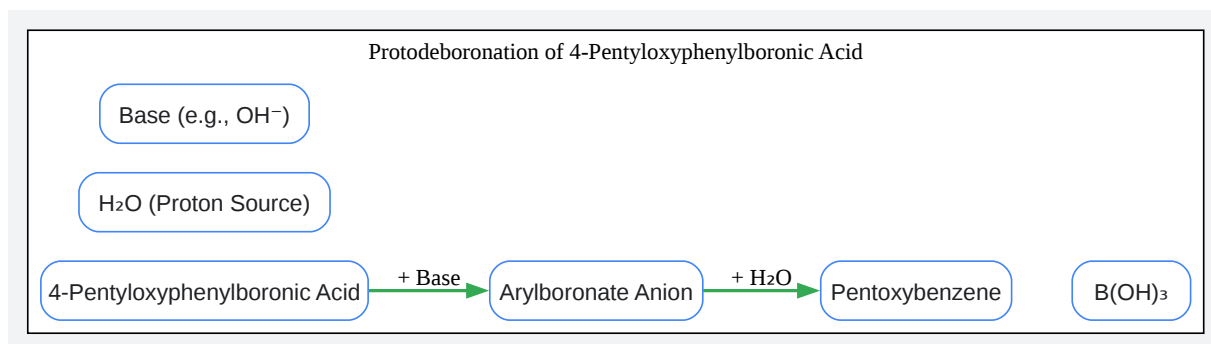 Protodeboronation of 4-Pentyloxyphenylboronic Acid
Base (e.g., OH⁻)
H₂O (Proton Source)
4-Pentyloxyphenylboronic Acid
+ Base
Arylboronate Anion
+ H₂O
Pentoxybenzene
B(OH)₃